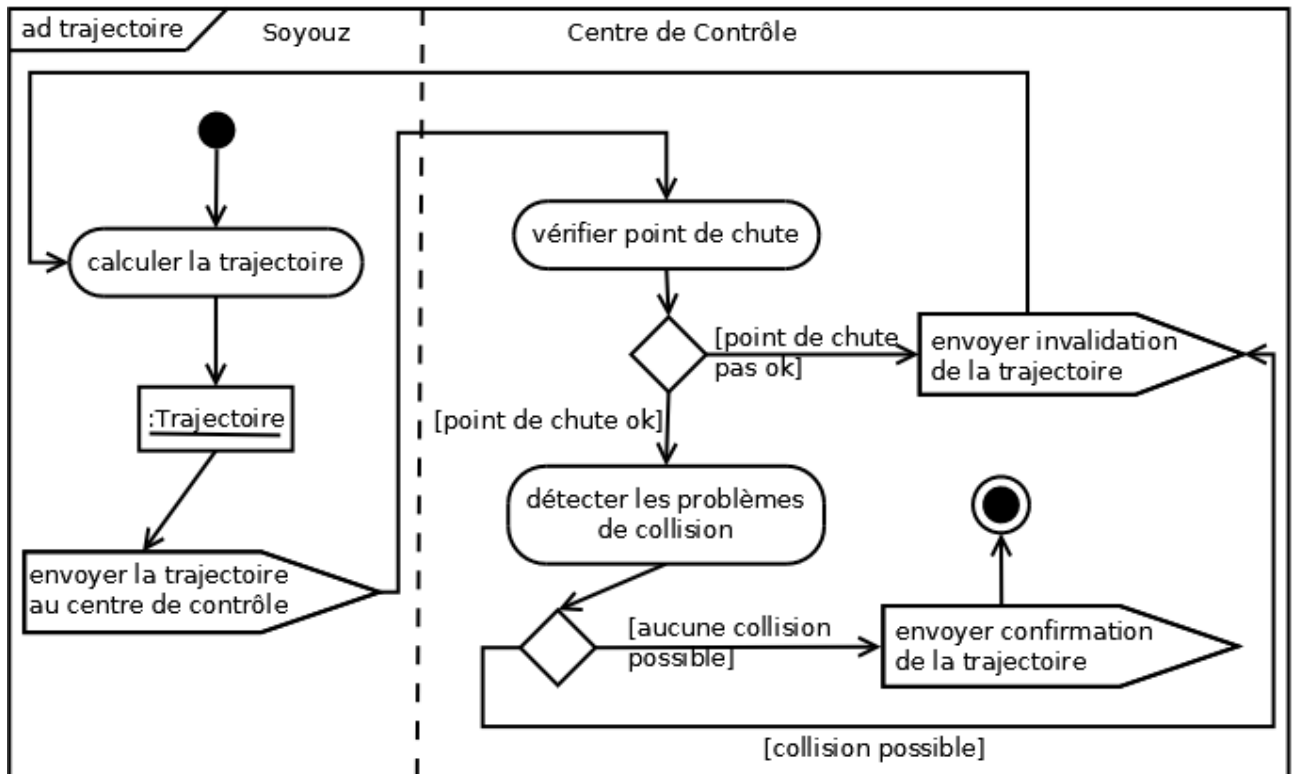 ad trajectoire
Soyouz
Centre de Contrôle
calculer la trajectoire
:Trajectoire
envoyer la trajectoire
au centre de contrôle
vérifier point de chute
[point de chute
pas ok]
envoyer invalidation
de la trajectoire
[point de chute ok]
détecter les problèmes
de collision
[aucune collision
possible]
envoyer confirmation
de la trajectoire
[collision possible]